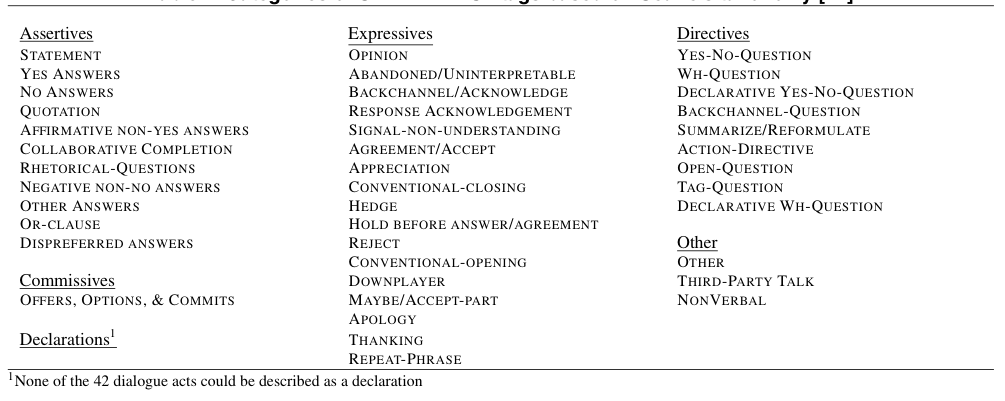 Assertives
STATEMENT
YES ANSWERS
NO ANSWERS
QUOTATION
AFFIRMATIVE NON-YES ANSWERS
COLLABORATIVE COMPLETION
RHETORICAL-QUESTIONS
NEGATIVE NON-NO ANSWERS
OTHER ANSWERS
OR-CLAUSE
DISPREFERRED ANSWERS
Commissives
OFFERS, OPTIONS, & COMMITS
Declarations¹
Expressives
OPINION
ABANDONED/UNINTERPRETABLE
BACKCHANNEL/ACKNOWLEDGE
RESPONSE ACKNOWLEDGEMENT
SIGNAL-NON-UNDERSTANDING
AGREEMENT/ACCEPT
APPRECIATION
CONVENTIONAL-CLOSING
HEDGE
HOLD BEFORE ANSWER/AGREEMENT
REJECT
CONVENTIONAL-OPENING
DOWNPLAYER
MAYBE/ACCEPT-PART
APOLOGY
THANKING
REPEAT-PHRASE
Directives
YES-NO-QUESTION
WH-QUESTION
DECLARATIVE YES-NO-QUESTION
BACKCHANNEL-QUESTION
SUMMARIZE/REFORMULATE
ACTION-DIRECTIVE
OPEN-QUESTION
TAG-QUESTION
DECLARATIVE WH-QUESTION
Other
OTHER
THIRD-PARTY TALK
NONVERBAL
¹None of the 42 dialogue acts could be described as a declaration